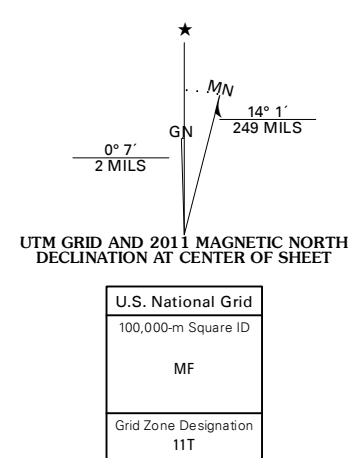 ★
MN
14° 1´
249 MILS
GN
0° 7´
2 MILS
UTM GRID AND 2011 MAGNETIC NORTH
DECLINATION AT CENTER OF SHEET
U.S. National Grid
100,000-m Square ID
MF
Grid Zone Designation
11T